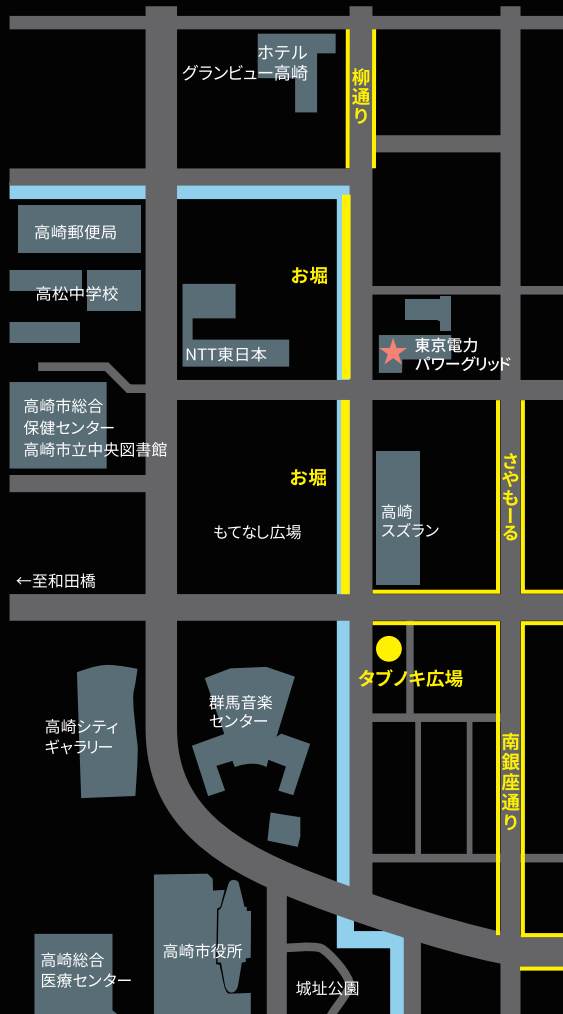 ホテル
グランビュー高崎
柳通り
高崎郵便局
お堀
高松中学校
NTT東日本
東京電力
パワーグリッド
高崎市総合
保健センター
高崎市立中央図書館
お堀
さやもーる
高崎
スズラン
もてなし広場
←至和田橋
タブノキ広場
群馬音楽
センター
高崎シティ
ギャラリー
南銀座通り
高崎市役所
高崎総合
医療センター
城址公園